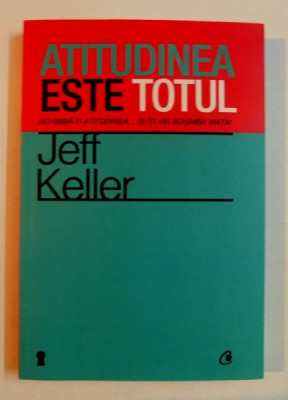 ATITUDINEA
ESTE TOTUL
SCHIMBĂ-ȚI ATITUDINEA... ȘI ÎȚI VEI SCHIMBA VIAȚA!
Jeff
Keller